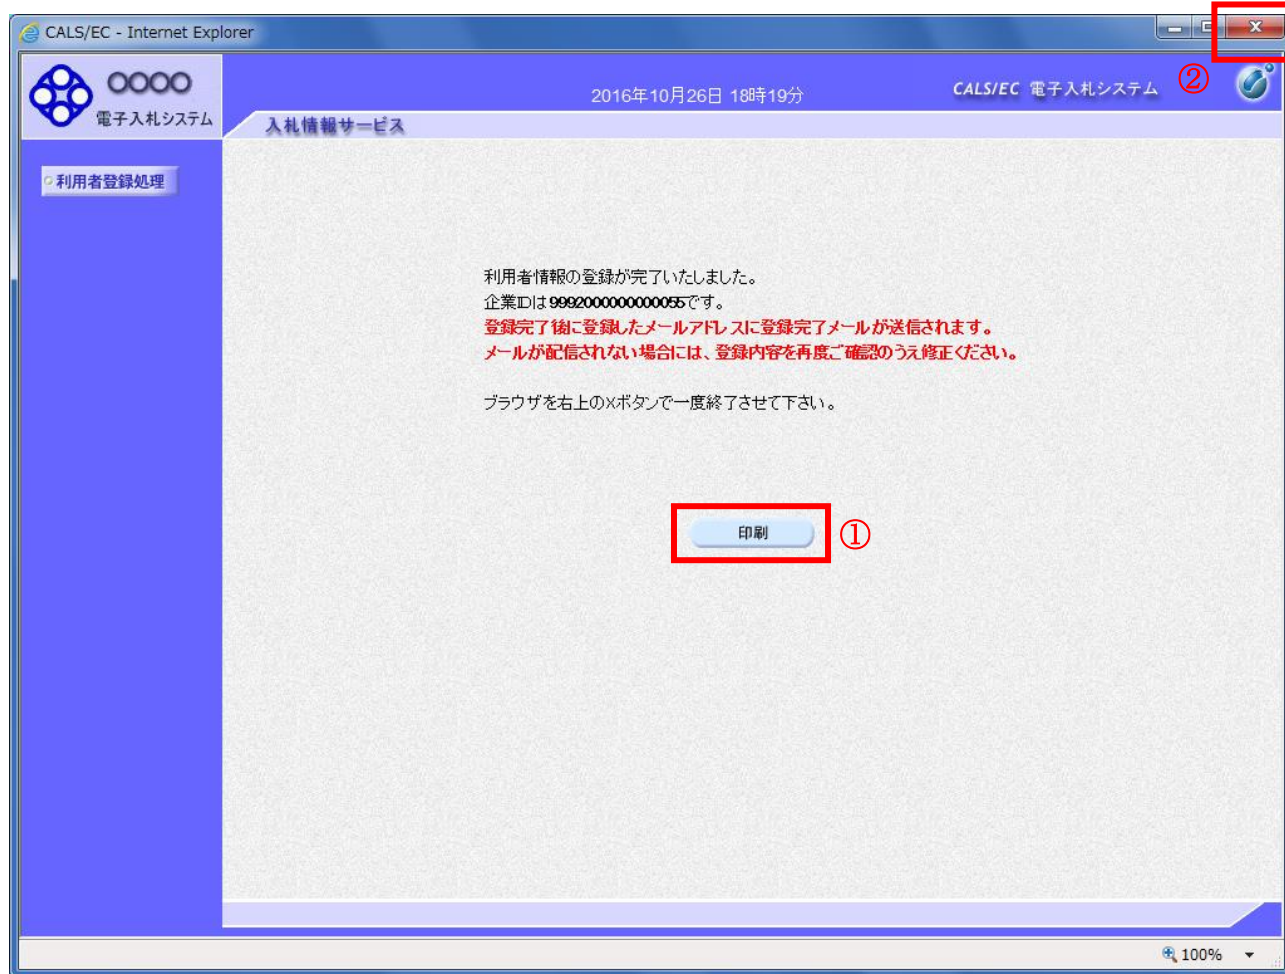 CALS/EC - Internet Explorer
OOOO
電子入札システム
2016年10月26日 18時19分
CALS/EC 電子入札システム
②
入札情報サービス
利用者登録処理
利用者情報の登録が完了いたしました。
企業IDは9992000000000055です。
登録完了後に登録したメールアドレスに登録完了メールが送信されます。
メールが配信されない場合には、登録内容を再度ご確認のうえ修正ください。
ブラウザを右上の×ボタンで一度終了させて下さい。
印刷
①
100%